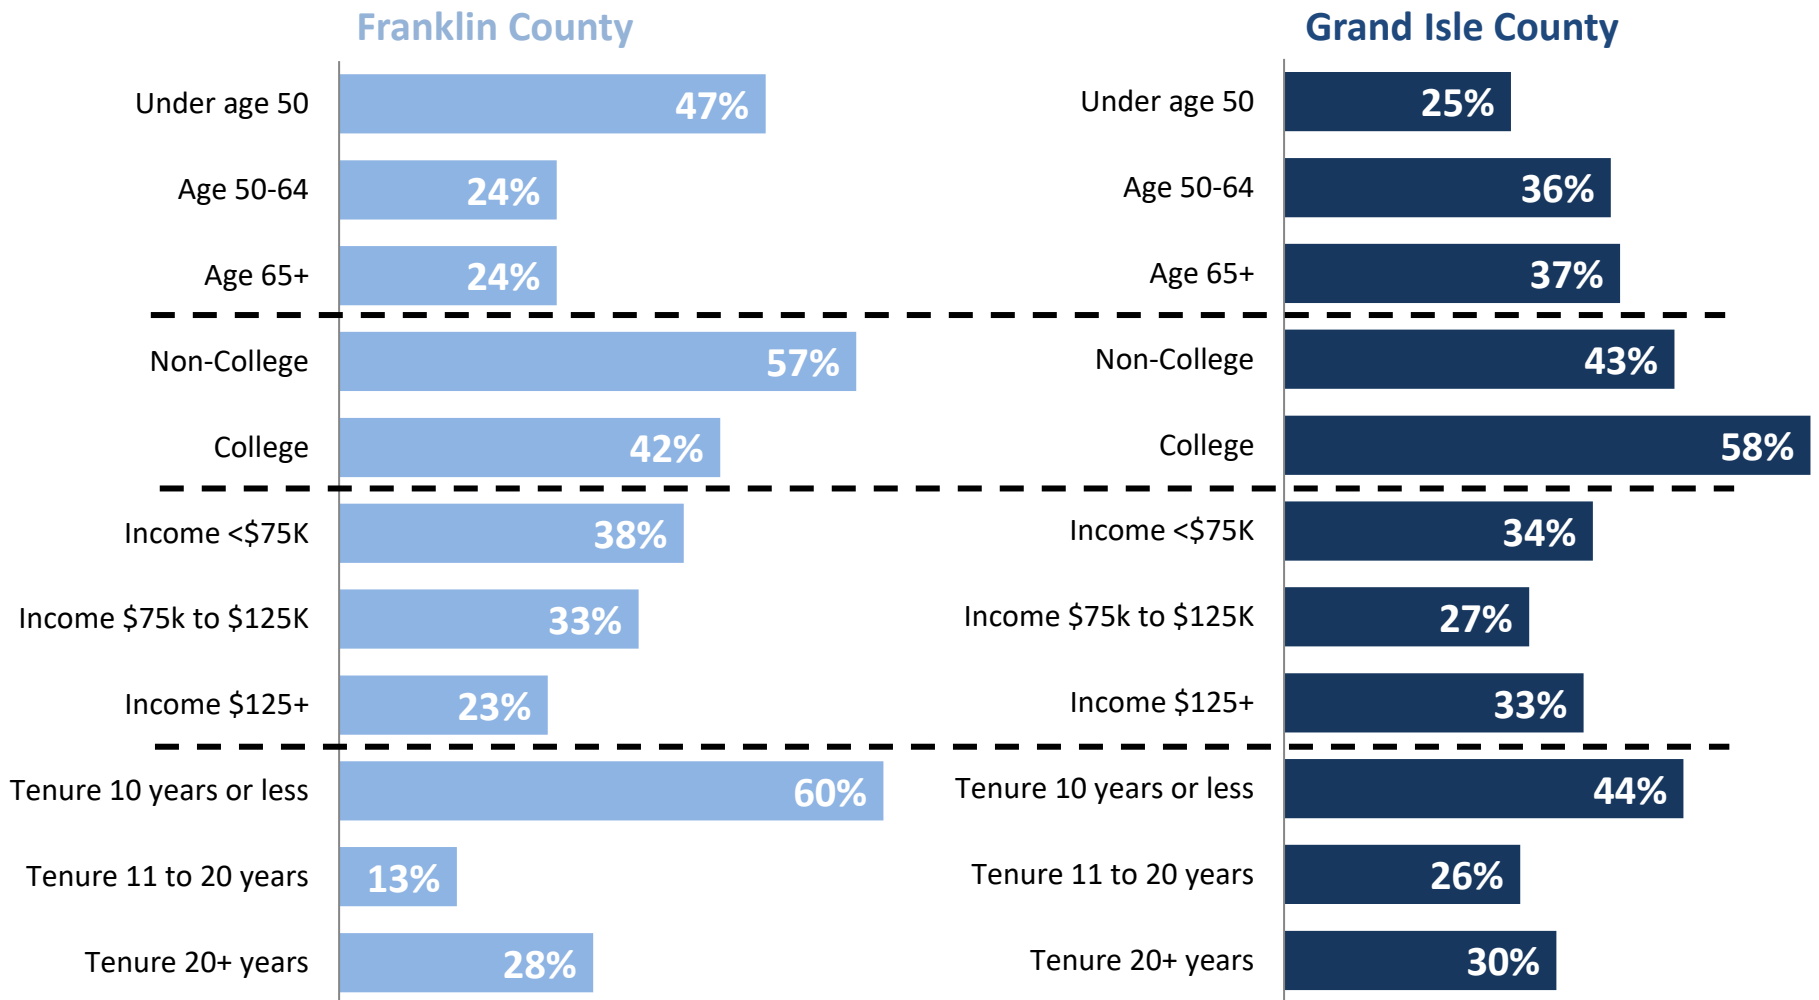 Franklin County
Under age 50 47%
Age 50-64 24%
Age 65+ 24%
Non-College 57%
College 42%
Income <$75K 38%
Income $75k to $125K 33%
Income $125+ 23%
Tenure 10 years or less 60%
Tenure 11 to 20 years 13%
Tenure 20+ years 28%
Grand Isle County
Under age 50 25%
Age 50-64 36%
Age 65+ 37%
Non-College 43%
College 58%
Income <$75K 34%
Income $75k to $125K 27%
Income $125+ 33%
Tenure 10 years or less 44%
Tenure 11 to 20 years 26%
Tenure 20+ years 30%